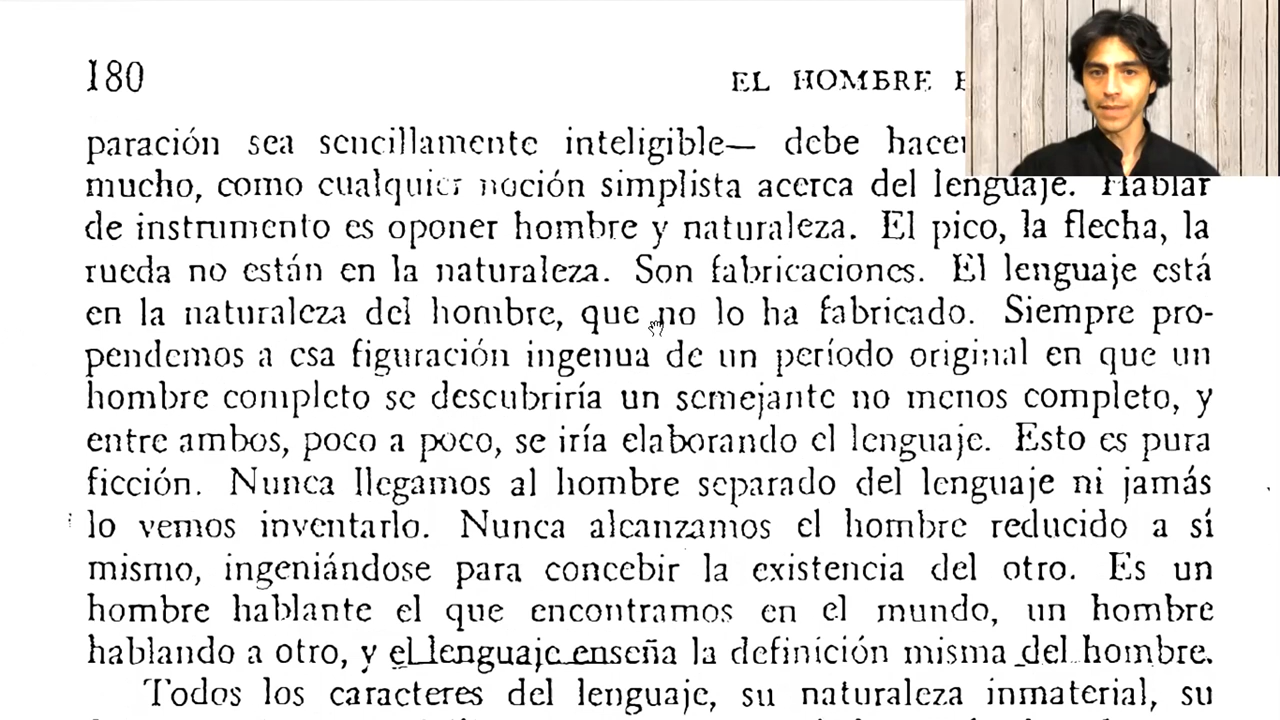 180
EL HOMBRE E
paración sea sencillamente inteligible— debe hacer
mucho, como cualquier noción simplista acerca del lenguaje. Hablar
de instrumento es oponer hombre y naturaleza. El pico, la flecha, la
rueda no están en la naturaleza. Son fabricaciones. El lenguaje está
en la naturaleza del hombre, que no lo ha fabricado. Siempre pro-
pendemos a esa figuración ingenua de un período original en que un
hombre completo se descubriría un semejante no menos completo, y
entre ambos, poco a poco, se iría elaborando el lenguaje. Esto es pura
ficción. Nunca llegamos al hombre separado del lenguaje ni jamás
lo vemos inventarlo. Nunca alcanzamos el hombre reducido a sí
mismo, ingeniándose para concebir la existencia del otro. Es un
hombre hablante el que encontramos en el mundo, un hombre
hablando a otro, y el lenguaje enseña la definición misma del hombre.
Todos los caracteres del lenguaje, su naturaleza inmaterial, su